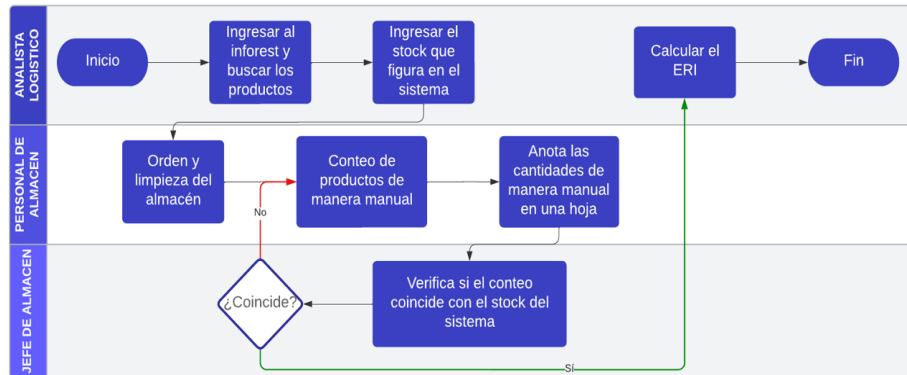 ANALISTA
LOGISTICO
Inicio
Ingresar al
inforest y
buscar los
productos
Ingresar el
stock que
figura en el
sistema
Calcular el
ERI
Fin
PERSONAL DE
ALMACEN
Orden y
limpieza del
almacén
No
Conteo de
productos de
manera manual
Anota las
cantidades de
manera manual
en una hoja
JEFE DE ALMACEN
¿Coincide?
Verifica si el conteo
coincide con el stock del
sistema
Sí